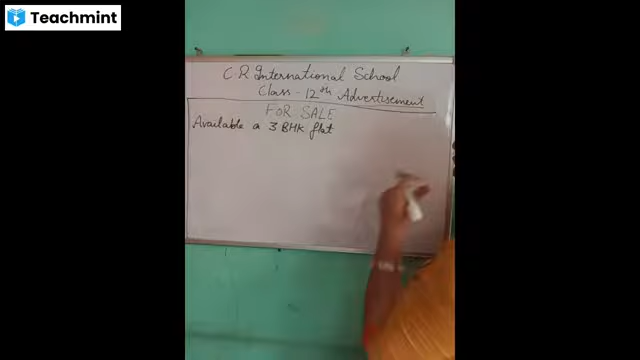 Teachmint
C.R. International School
Class - 12th Advertisement
FOR SALE
Available a 3 BHK flat